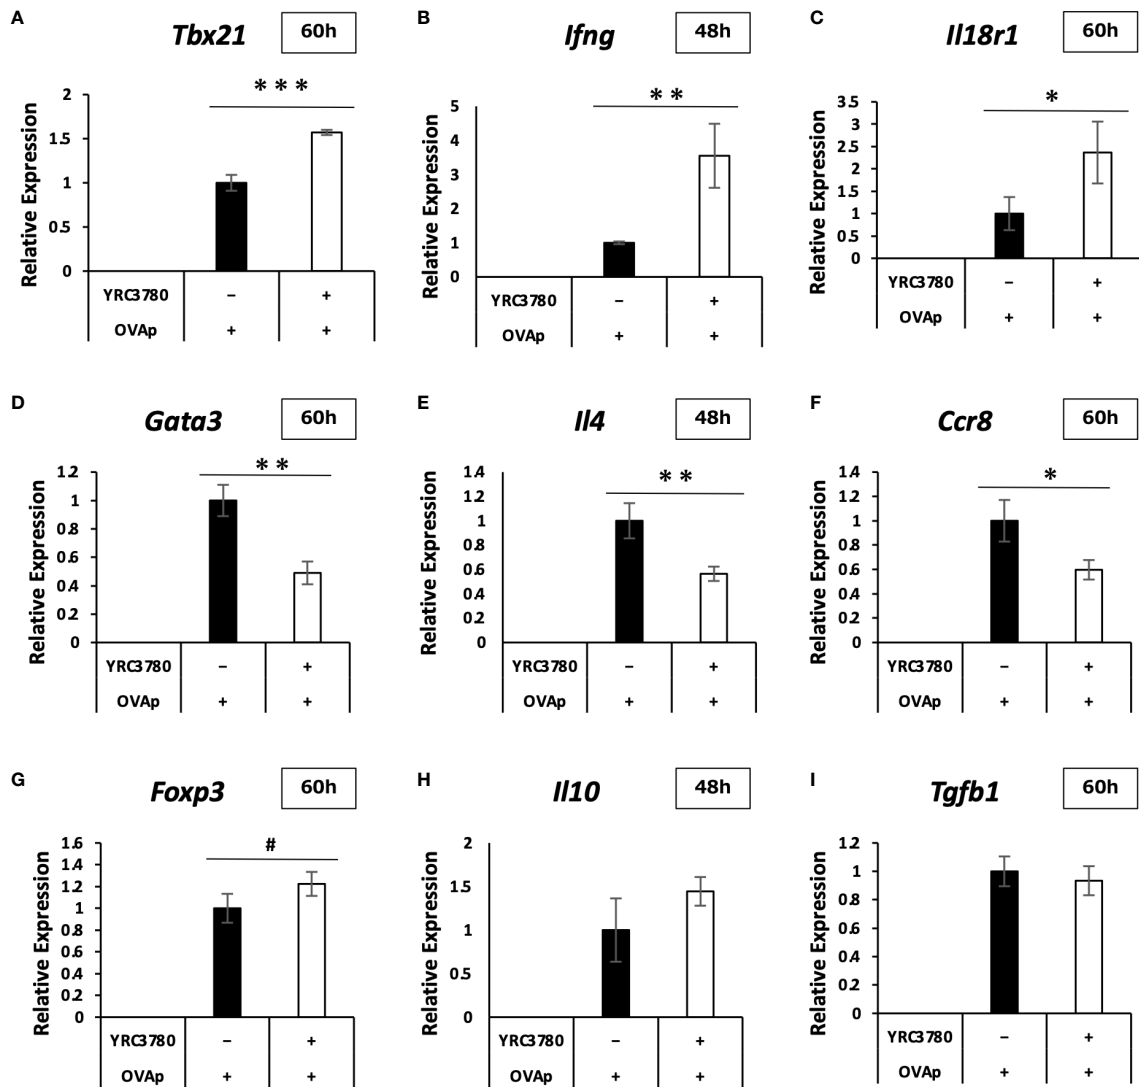 A
Tbx21
60h
* * *
Relative Expression
2
1.5
1
0.5
0
YRC3780 – +
OVAp + +
B
Ifng
48h
* *
Relative Expression
5
4
3
2
1
0
YRC3780 – +
OVAp + +
C
Il18r1
60h
*
Relative Expression
3.5
3
2.5
2
1.5
1
0.5
0
YRC3780 – +
OVAp + +
D
Gata3
60h
* *
Relative Expression
1.2
1
0.8
0.6
0.4
0.2
0
YRC3780 – +
OVAp + +
E
Il4
48h
* *
Relative Expression
1.4
1.2
1
0.8
0.6
0.4
0.2
0
YRC3780 – +
OVAp + +
F
Ccr8
60h
*
Relative Expression
1.4
1.2
1
0.8
0.6
0.4
0.2
0
YRC3780 – +
OVAp + +
G
Foxp3
60h
#
Relative Expression
1.6
1.4
1.2
1
0.8
0.6
0.4
0.2
0
YRC3780 – +
OVAp + +
H
Il10
48h
Relative Expression
2
1.5
1
0.5
0
YRC3780 – +
OVAp + +
I
Tgfb1
60h
Relative Expression
1.2
1
0.8
0.6
0.4
0.2
0
YRC3780 – +
OVAp + +